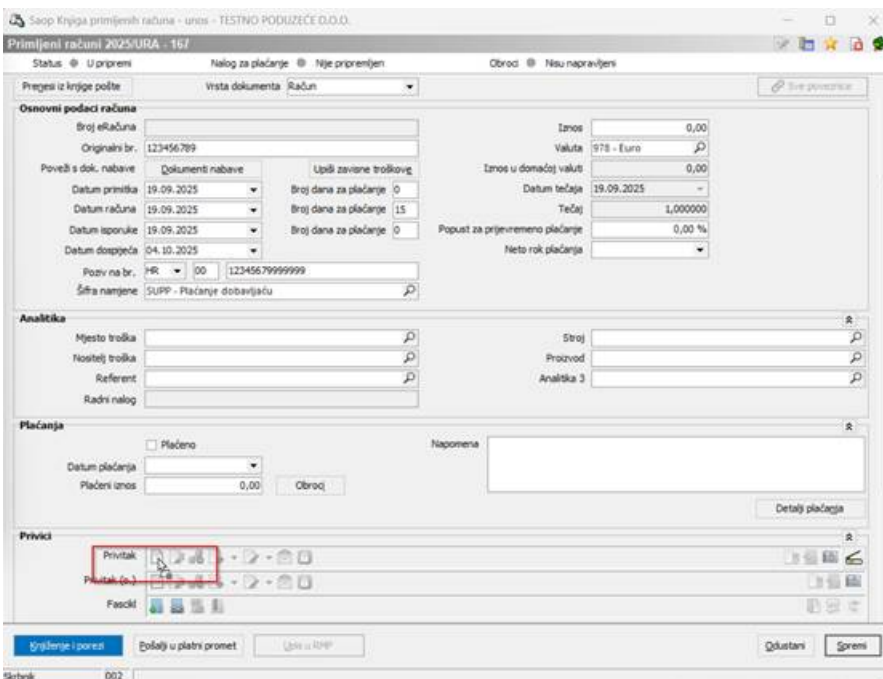 Saop Knjiga primljenih računa - unos - TESTNO PODUZEĆE D.O.O.
Primljeni računi 2025/URA - 167
Status U pripremi Nalog za plaćanje Nije pripremljen Obroci Nisu napravljeni
Prenesi iz knjige pošte Vrsta dokumenta Račun Sve poveznice
Osnovni podaci računa
Broj eRačuna Iznos 0,00
Originalni br. 123456789 Valuta 978 - Euro
Poveži s dok. nabave Dokumenti nabave Upiši zavisne troškove Iznos u domaćoj valuti 0,00
Datum primitka 19.09.2025 Broj dana za plaćanje 0 Datum tečaja 19.09.2025
Datum računa 19.09.2025 Broj dana za plaćanje 15 Tečaj 1,000000
Datum isporuke 19.09.2025 Broj dana za plaćanje 0 Popust za prijevremeno plaćanje 0,00 %
Datum dospijeća 04.10.2025 Neto rok plaćanja
Poziv na br. HR 00 12345679999999
Šifra namjene SUPP - Plaćanje dobavljaču
Analitika
Mjesto troška Stroj
Nositelj troška Proizvod
Referent Analitika 3
Radni nalog
Plaćanja
Plaćeno Napomena
Datum plaćanja
Plaćeni iznos 0,00 Obroci
Detalji plaćanja
Privici
Privitak
Privitak (o.)
Fascikl
Knjiženje i porezi Pošalji u platni promet Upis u RMP Odustani Spremi
Skrbnik 002